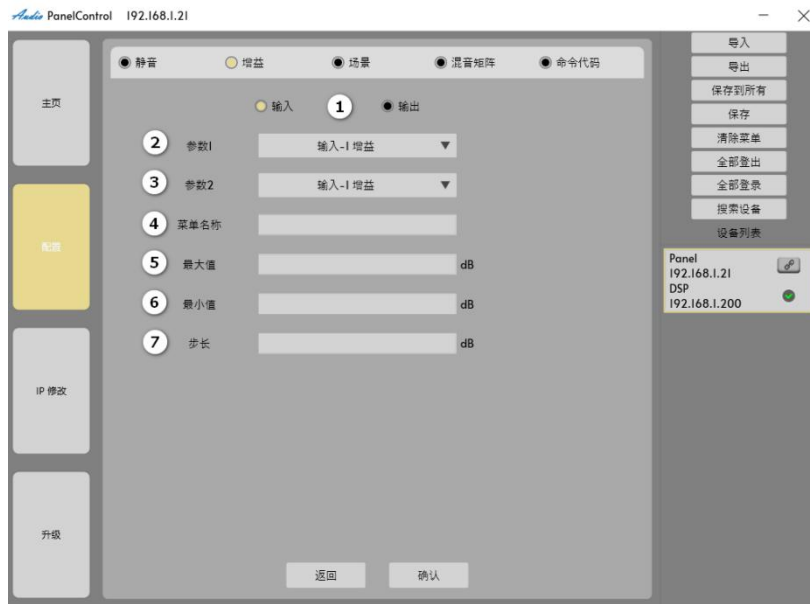 Audio PanelControl 192.168.1.21
主页
配置
IP 修改
升级
静音 增益 场景 混音矩阵 命令代码
输入 1 输出
2 参数1 输入-1 增益
3 参数2 输入-1 增益
4 菜单名称
5 最大值 dB
6 最小值 dB
7 步长 dB
返回 确认
导入
导出
保存到所有
保存
清除菜单
全部登出
全部登录
搜索设备
设备列表
Panel
192.168.1.21
DSP
192.168.1.200